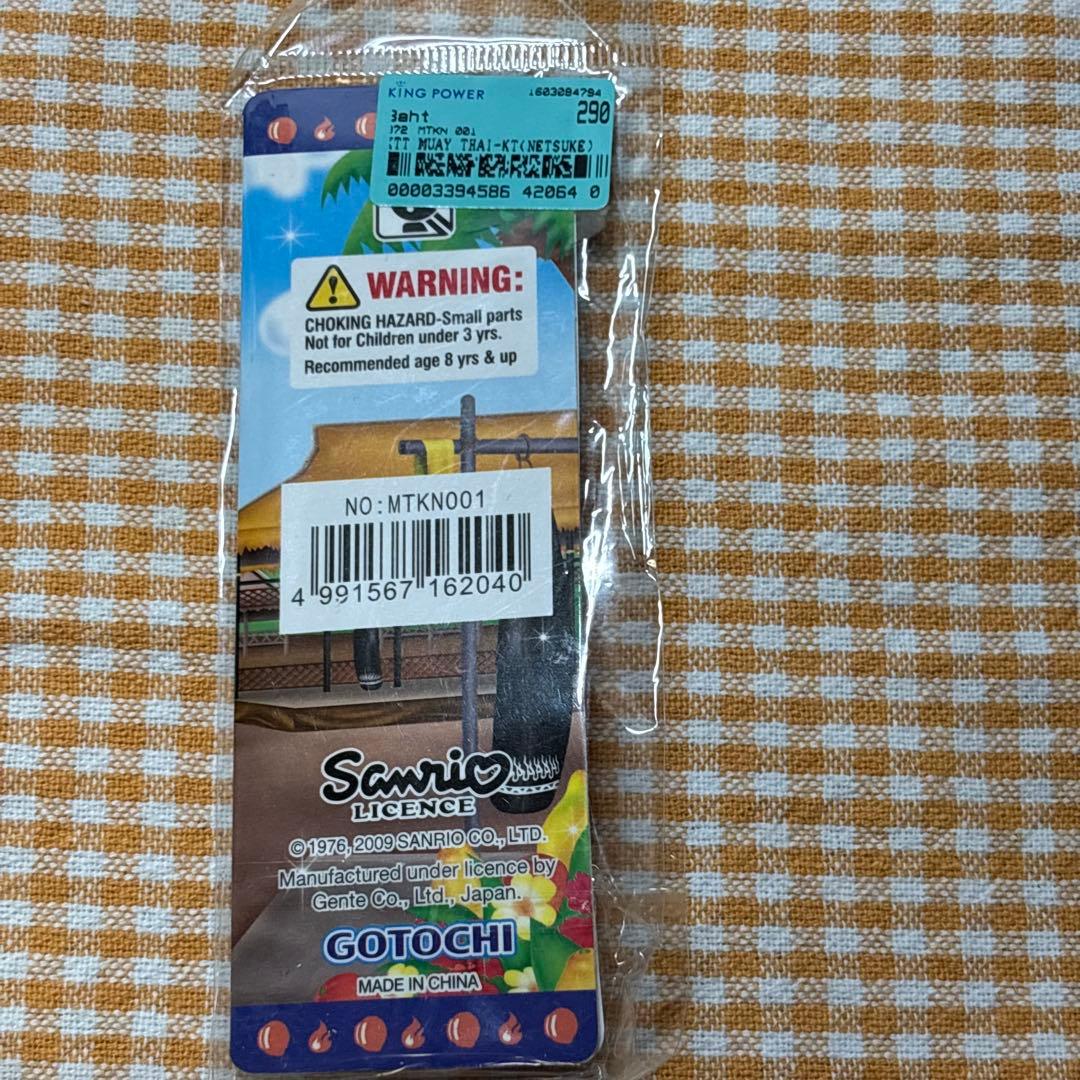 KING POWER 1603084794
Baht 290
372 MTKN 001
KTT MUAY THAI-KT(NETSUKE)
00003394586 42064 0
WARNING:
CHOKING HAZARD-Small parts
Not for Children under 3 yrs.
Recommended age 8 yrs & up
NO:MTKN001
4 991567 162040
Sanrio
LICENCE
©1976, 2009 SANRIO CO., LTD.
Manufactured under licence by
Gente Co., Ltd., Japan.
GOTOCHI
MADE IN CHINA